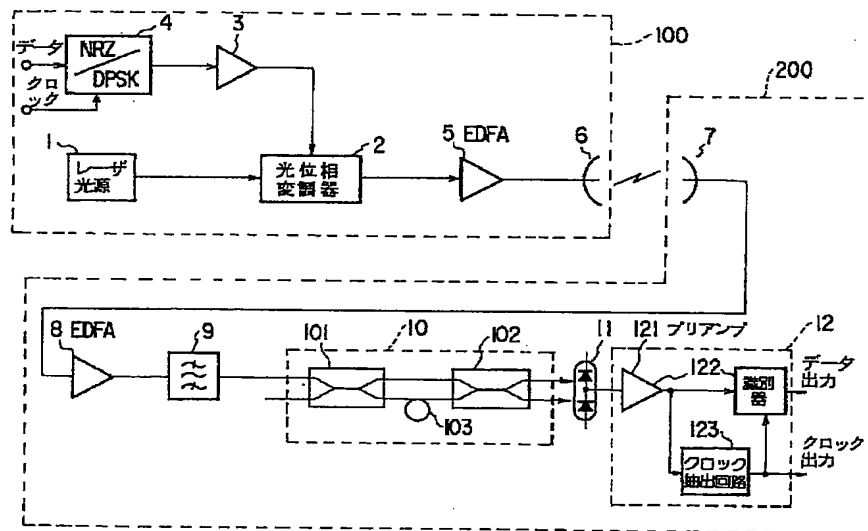 データ
クロック
4
NRZ
DPSK
3
100
200
1
レーザ
光源
2
光位相
変調器
5 EDFA
6
7
8 EDFA
9
10
101
102
103
11
121 プリアンプ
12
122
識別
器
データ
出力
123
クロック
抽出回路
クロック
出力